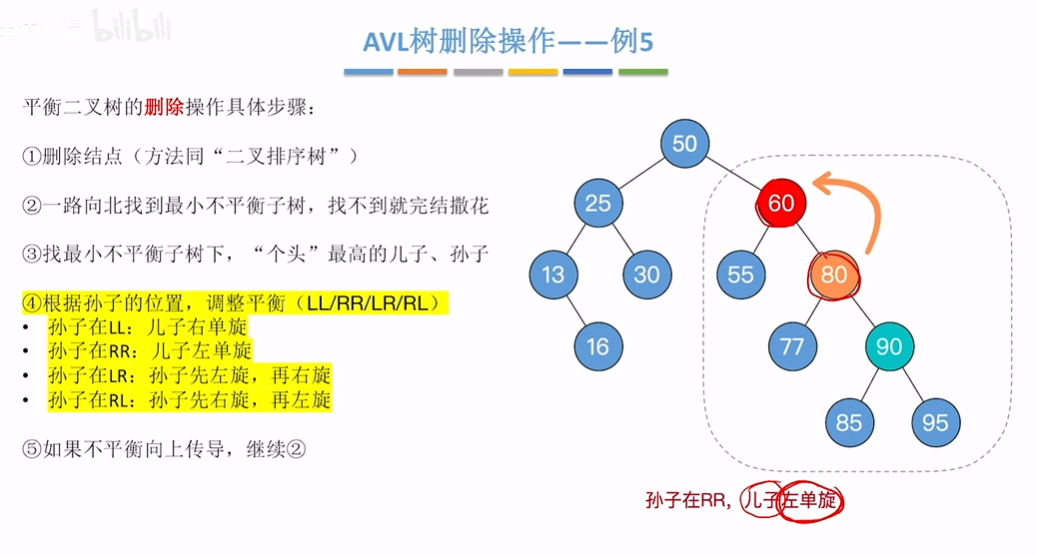 bilibili
AVL树删除操作——例5
平衡二叉树的删除操作具体步骤：
①删除结点（方法同“二叉排序树”）
②一路向北找到最小不平衡子树，找不到就完结撒花
③找最小不平衡子树下，“个头”最高的儿子、孙子
④根据孙子的位置，调整平衡（LL/RR/LR/RL）
• 孙子在LL：儿子右单旋
• 孙子在RR：儿子左单旋
• 孙子在LR：孙子先左旋，再右旋
• 孙子在RL：孙子先右旋，再左旋
⑤如果不平衡向上传导，继续②
50
25 60
13 30 55 80
16 77 90
85 95
孙子在RR，儿子左单旋